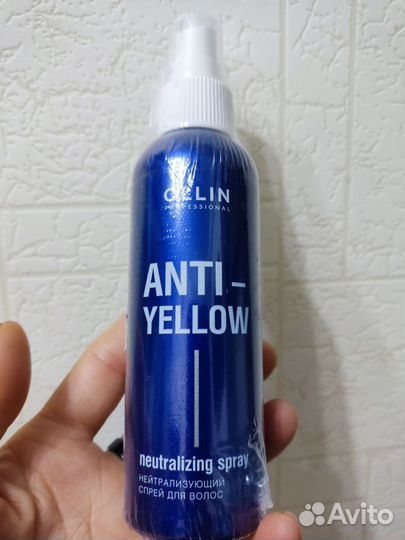 OLLIN
PROFESSIONAL
ANTI –
YELLOW
neutralizing spray
НЕЙТРАЛИЗУЮЩИЙ
СПРЕЙ ДЛЯ ВОЛОС
Avito